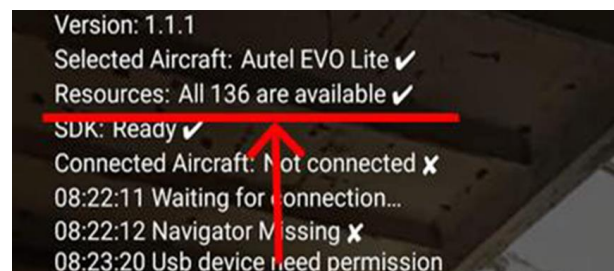 Version: 1.1.1
Selected Aircraft: Autel EVO Lite ✔
Resources: All 136 are available ✔
SDK: Ready ✔
Connected Aircraft: Not connected ✘
08:22:11 Waiting for connection...
08:22:12 Navigator Missing ✘
08:23:20 Usb device need permission